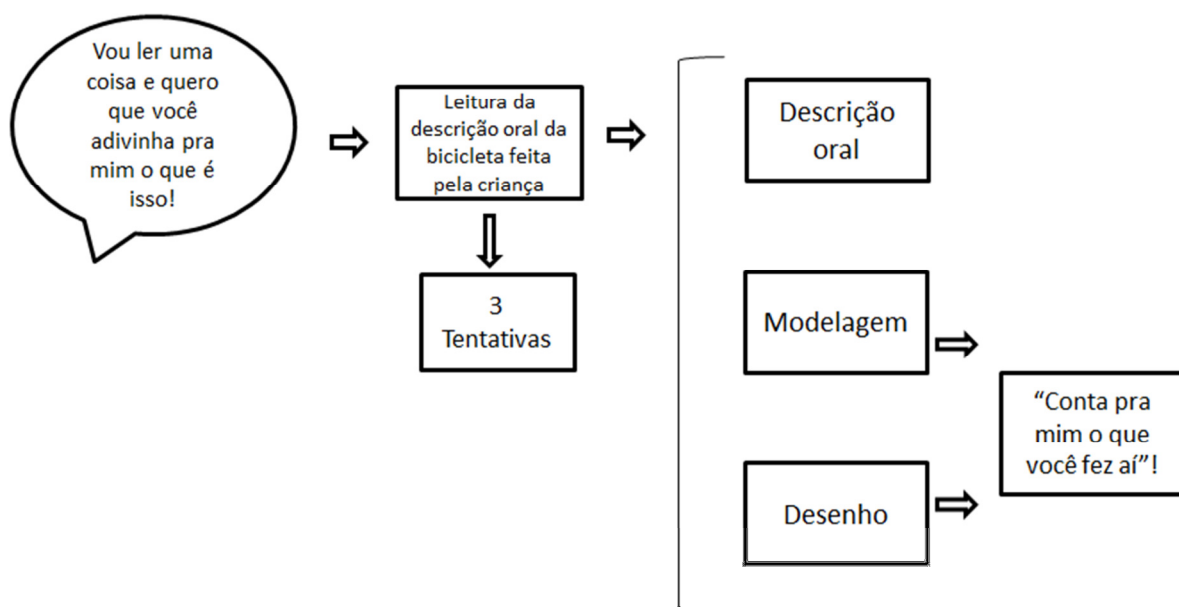 Vou ler uma
coisa e quero
que você
adivinha pra
mim o que é
isso!
Leitura da
descrição oral da
bicicleta feita
pela criança
3
Tentativas
Descrição
oral
Modelagem
Desenho
“Conta pra
mim o que
você fez aí”!